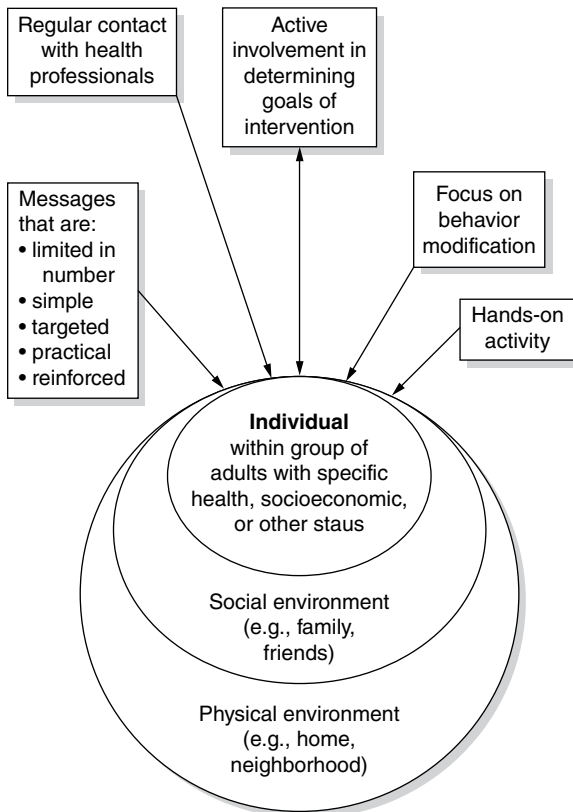 Regular contact
with health
professionals
Active
involvement in
determining
goals of
intervention
Messages
that are:
• limited in
number
• simple
• targeted
• practical
• reinforced
Focus on
behavior
modification
Hands-on
activity
Individual
within group of
adults with specific
health, socioeconomic,
or other staus
Social environment
(e.g., family,
friends)
Physical environment
(e.g., home,
neighborhood)